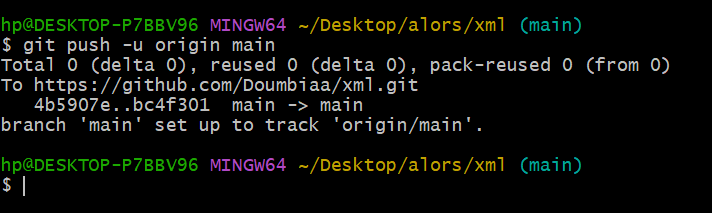 hp@DESKTOP-P7BBV96 MINGW64 ~/Desktop/alors/xml (main)
$ git push -u origin main
Total 0 (delta 0), reused 0 (delta 0), pack-reused 0 (from 0)
To https://github.com/Doumbiaa/xml.git
   4b5907e..bc4f301  main -> main
branch 'main' set up to track 'origin/main'.
hp@DESKTOP-P7BBV96 MINGW64 ~/Desktop/alors/xml (main)
$